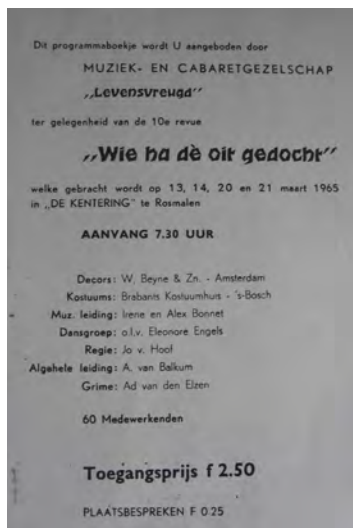 Dit programmaboekje wordt U aangeboden door
MUZIEK- EN CABARETGEZELSCHAP
„Levensvreugd”
ter gelegenheid van de 10e revue
„Wie ha dè oit gedocht”
welke gebracht wordt op 13, 14, 20 en 21 maart 1965
in „DE KENTERING” te Rosmalen
AANVANG 7.30 UUR
Decors: W. Beyne & Zn. - Amsterdam
Kostuums: Brabants Kostuumhuis - 's-Bosch
Muz. leiding: Irene en Alex Bonnet
Dansgroep: o.l.v. Eleonore Engels
Regie: Jo v. Hoof
Algehele leiding: A. van Balkum
Grime: Ad van den Elzen
60 Medewerkenden
Toegangsprijs f 2.50
PLAATSBESPREKEN F 0.25